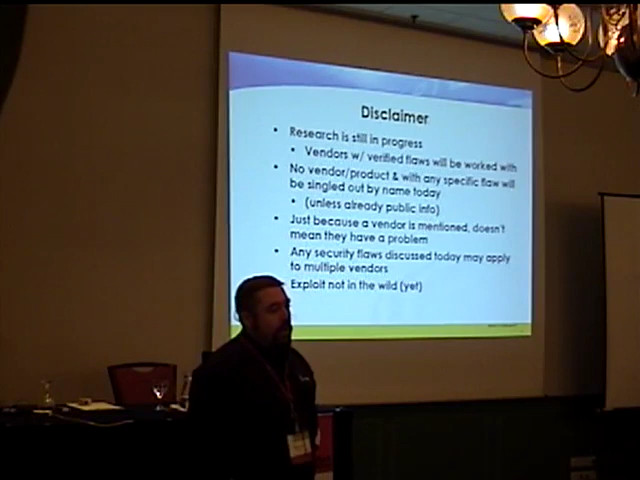 Disclaimer
• Research is still in progress
• Vendors w/ verified flaws will be worked with
• No vendor/product & with any specific flaw will
be singled out by name today
• (unless already public info)
• Just because a vendor is mentioned, doesn't
mean they have a problem
• Any security flaws discussed today may apply
to multiple vendors
Exploit not in the wild (yet)